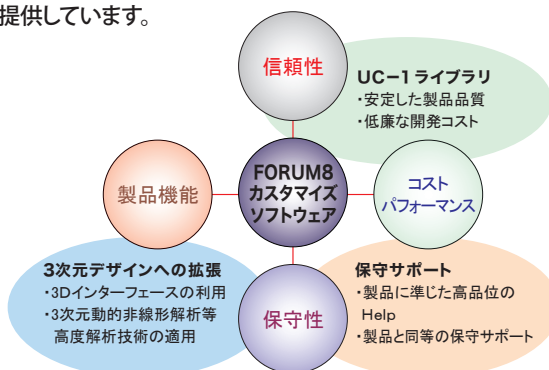 提供しています。
信頼性
UC−1 ライブラリ
・安定した製品品質
・低廉な開発コスト
製品機能
FORUM8
カスタマイズ
ソフトウェア
コスト
パフォーマンス
3次元デザインへの拡張
・3Dインターフェースの利用
・3次元動的非線形解析等
高度解析技術の適用
保守性
保守サポート
・製品に準じた高品位の
Help
・製品と同等の保守サポート